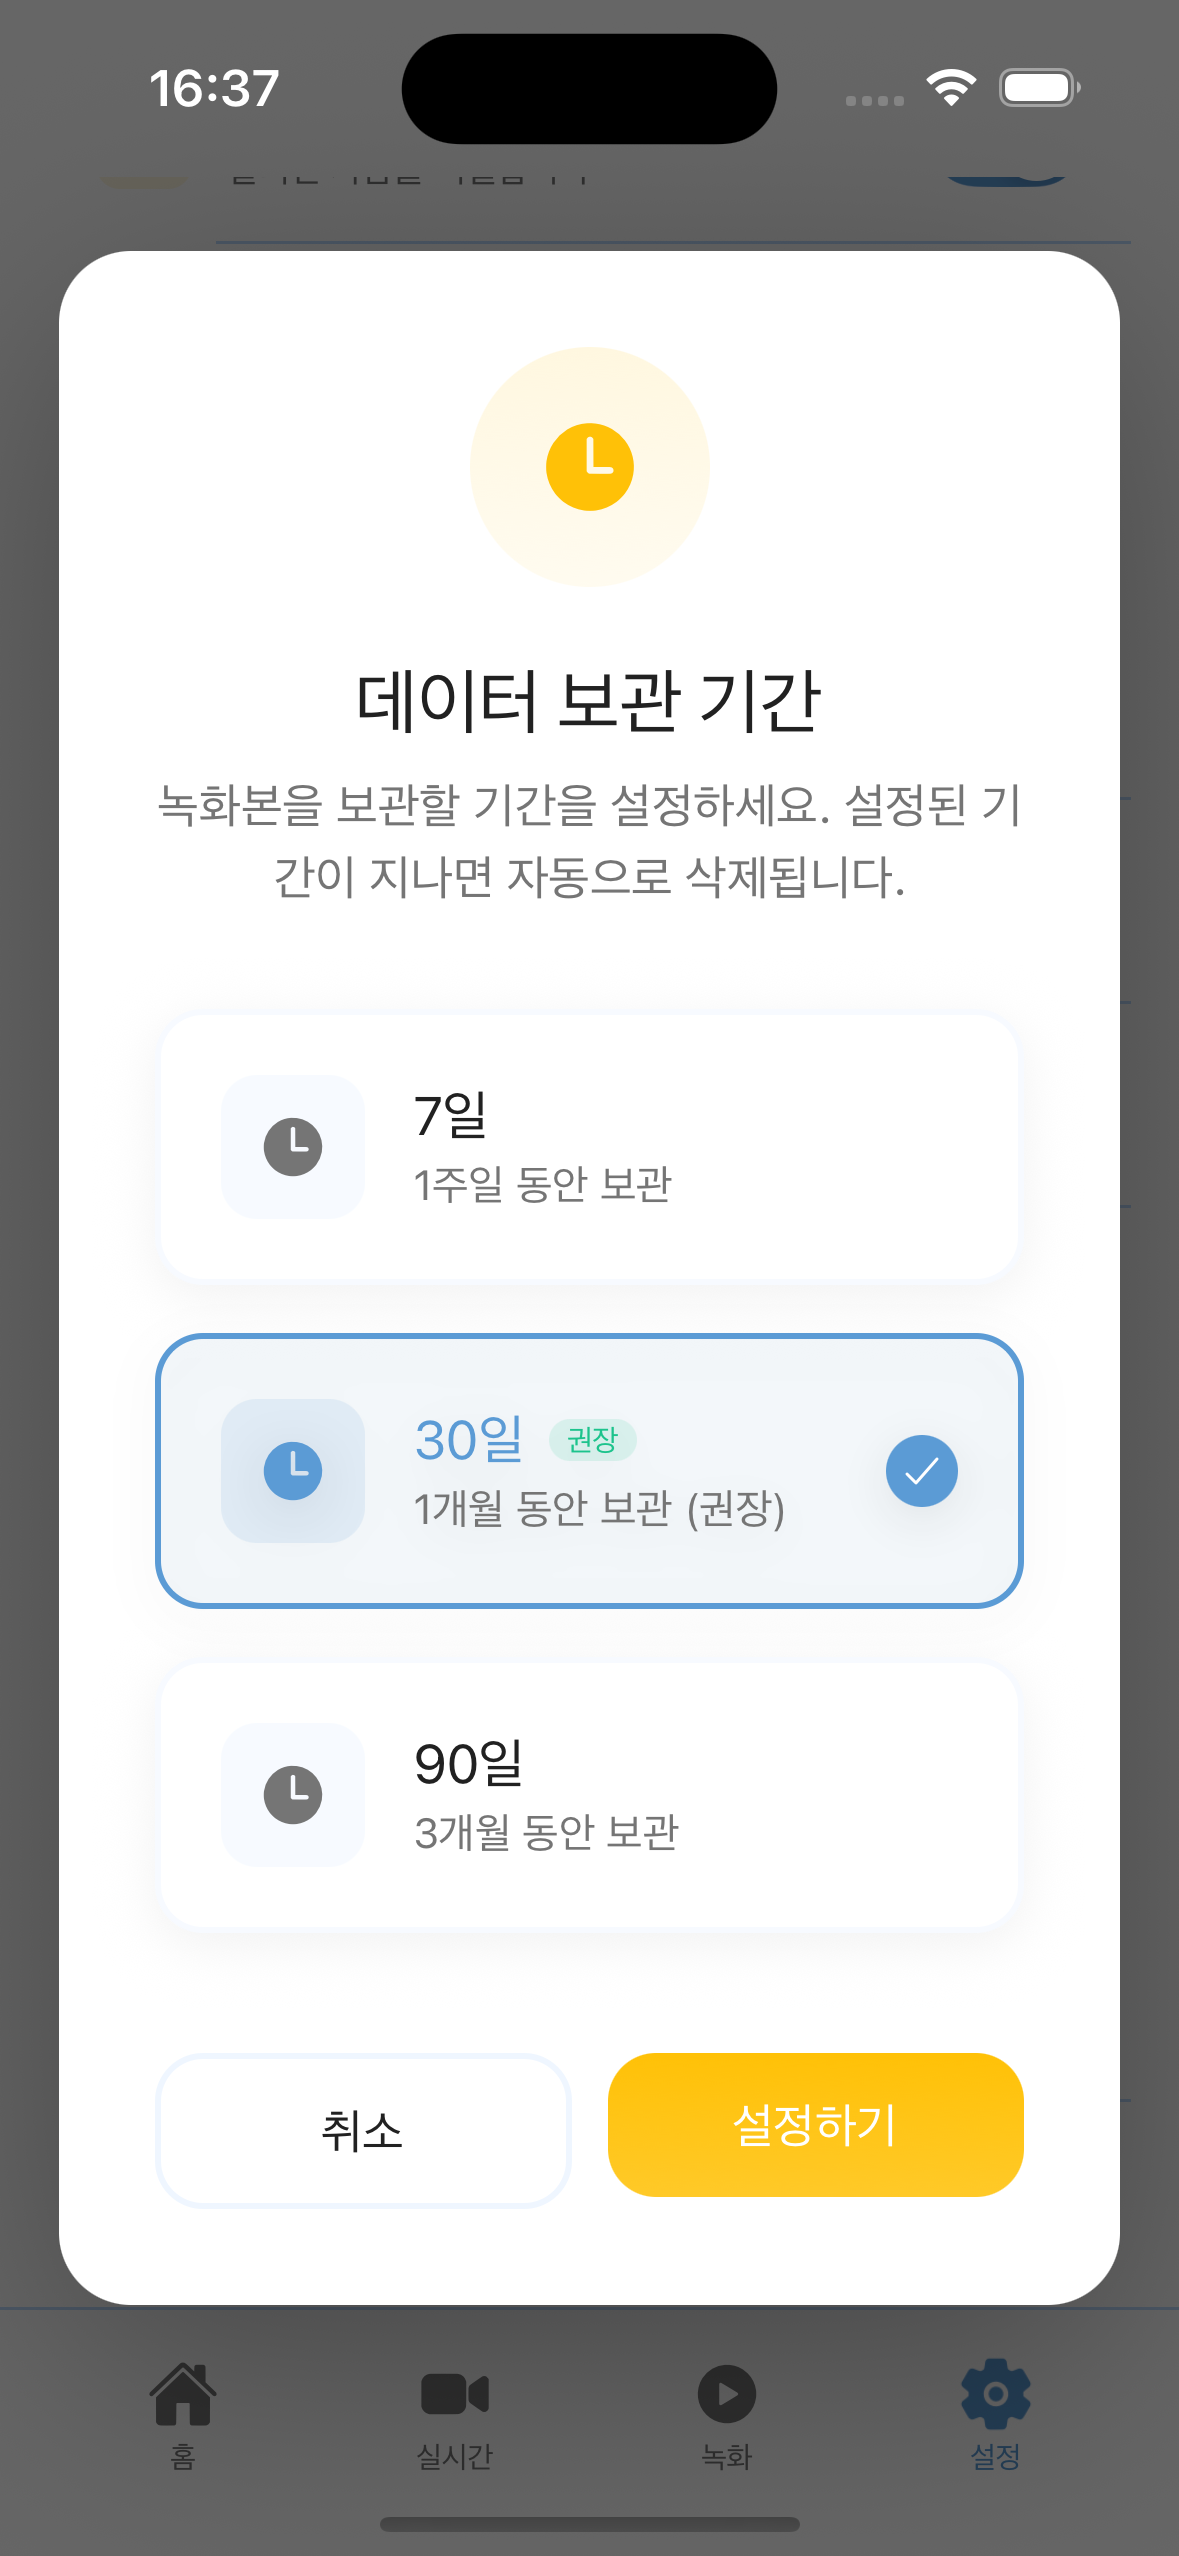 16:37
데이터 보관 기간
녹화본을 보관할 기간을 설정하세요. 설정된 기
간이 지나면 자동으로 삭제됩니다.
7일
1주일 동안 보관
30일 권장
1개월 동안 보관 (권장)
90일
3개월 동안 보관
취소 설정하기
홈 실시간 녹화 설정